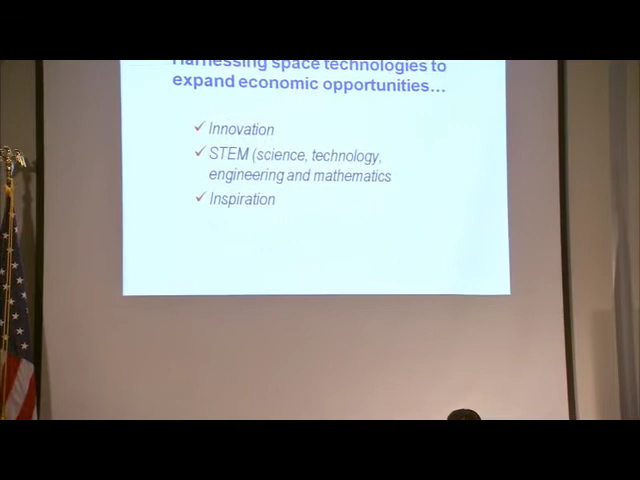 Harnessing space technologies to
expand economic opportunities…
✓ Innovation
✓ STEM (science, technology,
engineering and mathematics
✓ Inspiration